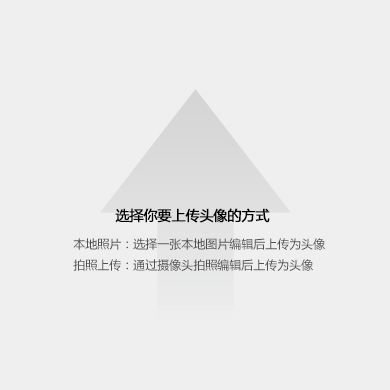 选择你要上传头像的方式
本地照片：选择一张本地图片编辑后上传为头像
拍照上传：通过摄像头拍照编辑后上传为头像